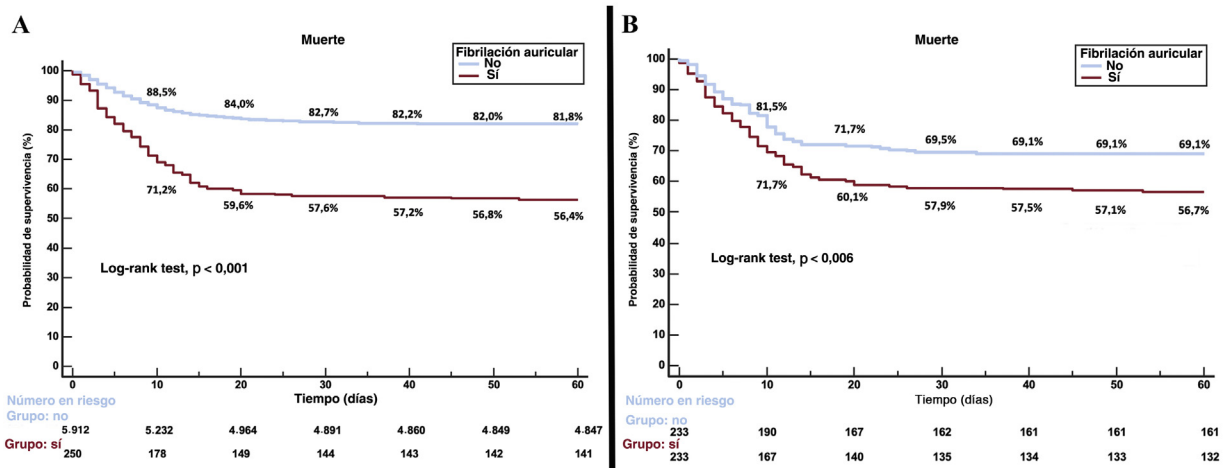 A
Muerte
Fibrilación auricular
No
Sí
Probabilidad de supervivencia (%)
100
90
80
70
60
50
40
30
20
10
0
88,5%
84,0%
82,7%
82,2%
82,0%
81,8%
71,2%
59,6%
57,6%
57,2%
56,8%
56,4%
Log-rank test, p < 0,001
0 10 20 30 40 50 60
Tiempo (días)
Número en riesgo
Grupo: no
5.912 5.232 4.964 4.891 4.860 4.849 4.847
Grupo: sí
250 178 149 144 143 142 141
B
Muerte
Fibrilación auricular
No
Sí
Probabilidad de supervivencia (%)
100
90
80
70
60
50
40
30
20
10
0
81,5%
71,7%
69,5%
69,1%
69,1%
69,1%
71,7%
60,1%
57,9%
57,5%
57,1%
56,7%
Log-rank test, p < 0,006
0 10 20 30 40 50 60
Tiempo (días)
Número en riesgo
Grupo: no
233 190 167 162 161 161 161
Grupo: sí
233 167 140 135 134 133 132